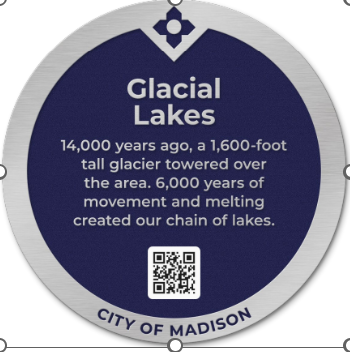 Glacial
Lakes
14,000 years ago, a 1,600-foot
tall glacier towered over
the area. 6,000 years of
movement and melting
created our chain of lakes.
CITY OF MADISON